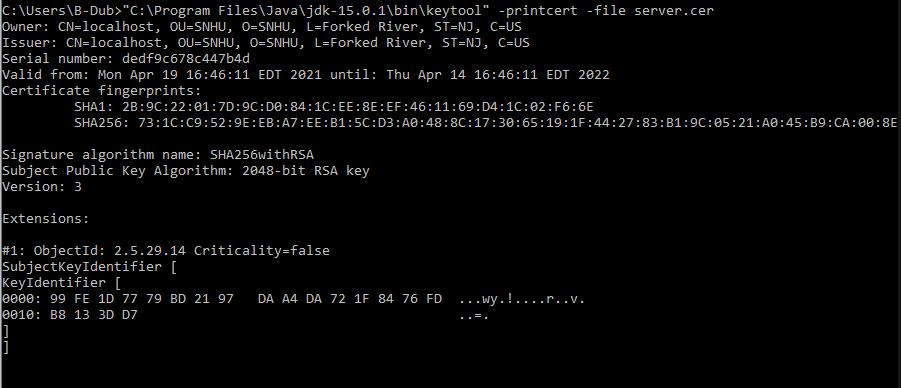 C:\Users\B-Dub>"C:\Program Files\Java\jdk-15.0.1\bin\keytool" -printcert -file server.cer
Owner: CN=localhost, OU=SNHU, O=SNHU, L=Forked River, ST=NJ, C=US
Issuer: CN=localhost, OU=SNHU, O=SNHU, L=Forked River, ST=NJ, C=US
Serial number: dedf9c678c447b4d
Valid from: Mon Apr 19 16:46:11 EDT 2021 until: Thu Apr 14 16:46:11 EDT 2022
Certificate fingerprints:
         SHA1: 2B:9C:22:01:7D:9C:D0:84:1C:EE:8E:EF:46:11:69:D4:1C:02:F6:6E
         SHA256: 73:1C:C9:52:9E:EB:A7:EE:B1:5C:D3:A0:48:8C:17:30:65:19:1F:44:27:83:B1:9C:05:21:A0:45:B9:CA:00:8E
Signature algorithm name: SHA256withRSA
Subject Public Key Algorithm: 2048-bit RSA key
Version: 3
Extensions:
#1: ObjectId: 2.5.29.14 Criticality=false
SubjectKeyIdentifier [
KeyIdentifier [
0000: 99 FE 1D 77 79 BD 21 97   DA A4 DA 72 1F 84 76 FD  ...wy.!....r..v.
0010: B8 13 3D D7                                        ..=.
]
]